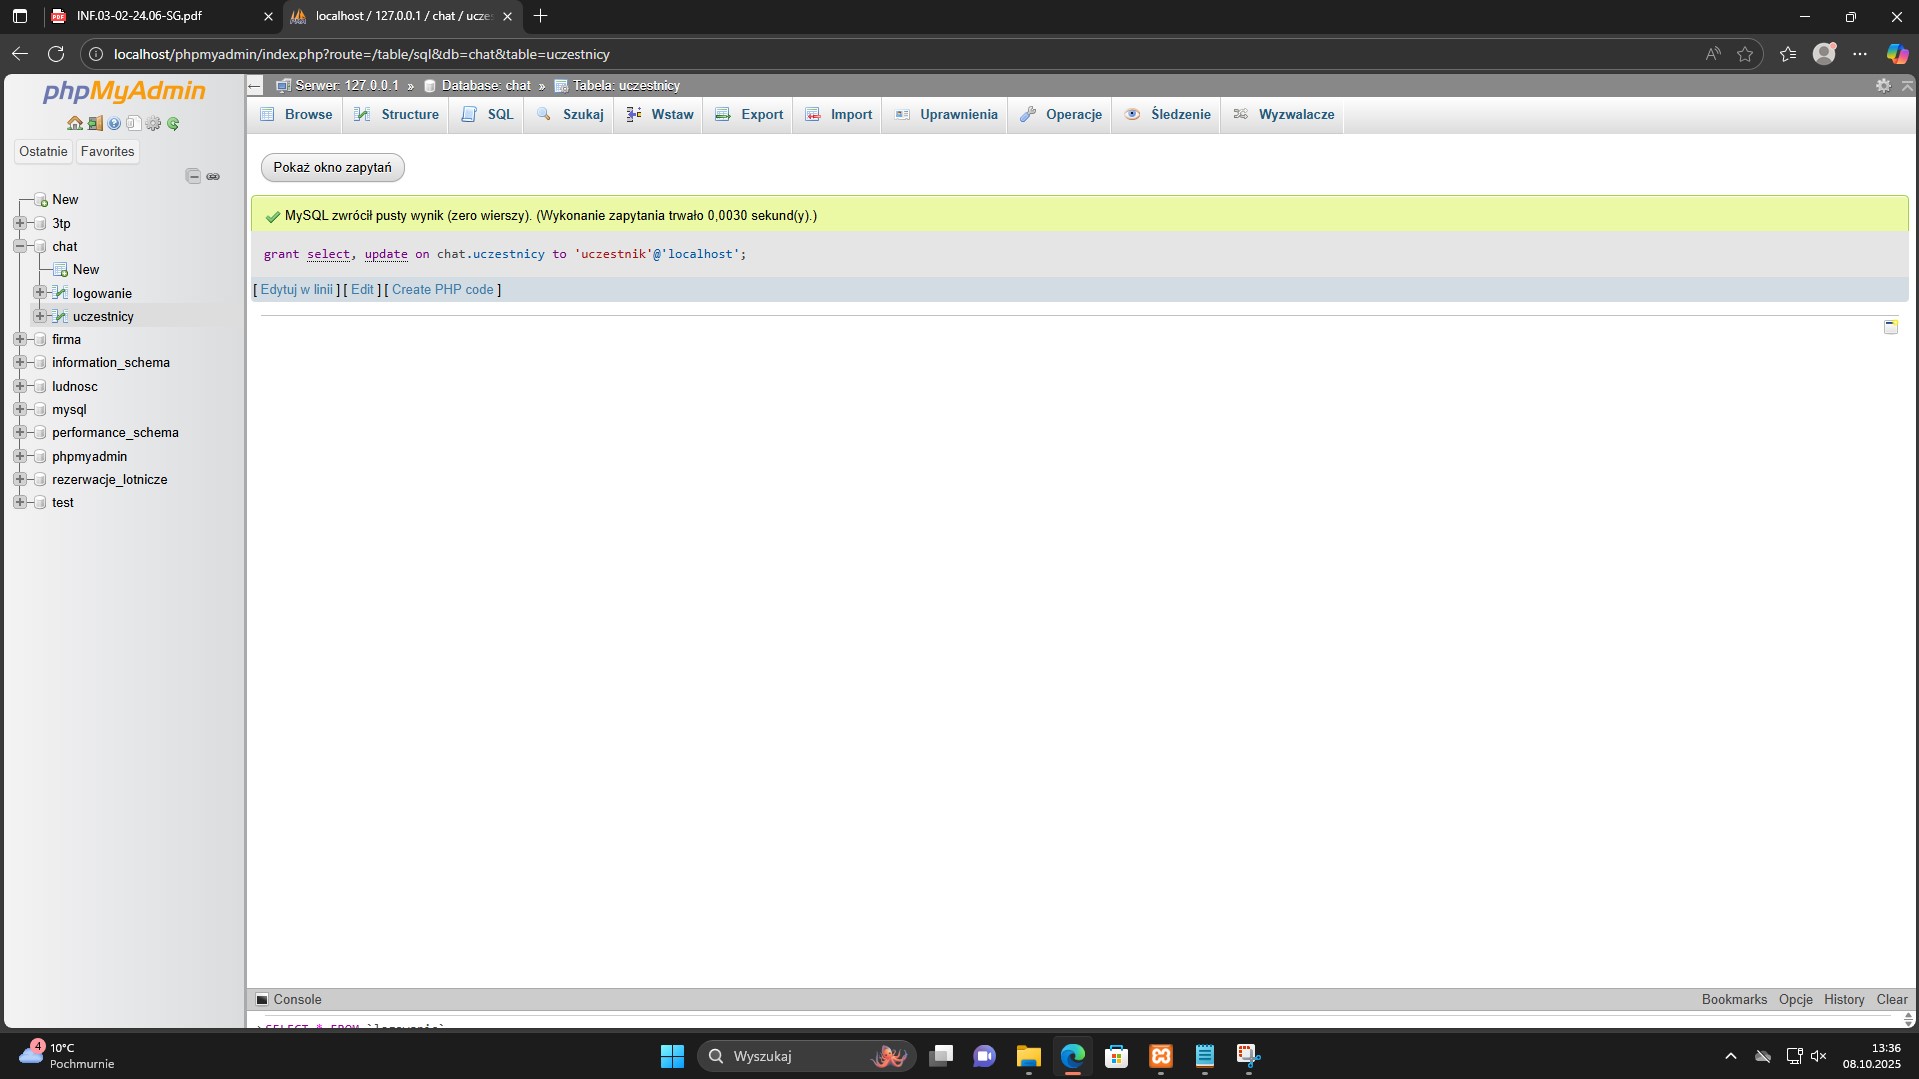 INF.03-02-24.06-SG.pdf
localhost / 127.0.0.1 / chat / ucze
localhost/phpmyadmin/index.php?route=/table/sql&db=chat&table=uczestnicy
phpMyAdmin
Ostatnie Favorites
New
3tp
chat
New
logowanie
uczestnicy
firma
information_schema
ludnosc
mysql
performance_schema
phpmyadmin
rezerwacje_lotnicze
test
Serwer: 127.0.0.1 » Database: chat » Tabela: uczestnicy
Browse Structure SQL Szukaj Wstaw Export Import Uprawnienia Operacje Śledzenie Wyzwalacze
Pokaż okno zapytań
MySQL zwrócił pusty wynik (zero wierszy). (Wykonanie zapytania trwało 0,0030 sekund(y).)
grant select, update on chat.uczestnicy to 'uczestnik'@'localhost';
[ Edytuj w linii ] [ Edit ] [ Create PHP code ]
Console Bookmarks Opcje History Clear
>SELECT * FROM `logowanie`
4
10°C
Pochmurnie
Wyszukaj
13:36
08.10.2025